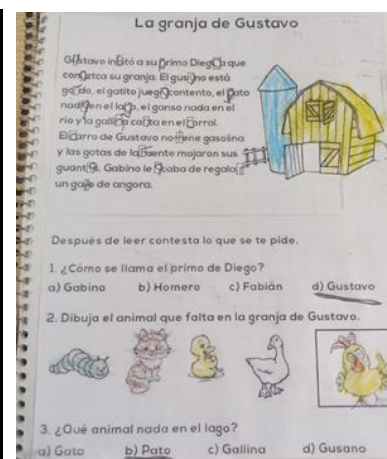 La granja de Gustavo
Gustavo invitó a su primo Diego a que
conozca su granja. El gusano está
gordo, el gatito juega contento, el pato
nada en el lago, el ganso nada en el
río y la gallina canta en el corral.
El carro de Gustavo no tiene gasolina
y las gotas de la fuente mojaron sus
guantes. Gabino le acaba de regalar
un gato de angora.
Después de leer contesta lo que se te pide.
1. ¿Cómo se llama el primo de Diego?
a) Gabino b) Homero c) Fabián d) Gustavo
2. Dibuja el animal que falta en la granja de Gustavo.
3. ¿Qué animal nada en el lago?
a) Gato b) Pato c) Gallina d) Gusano